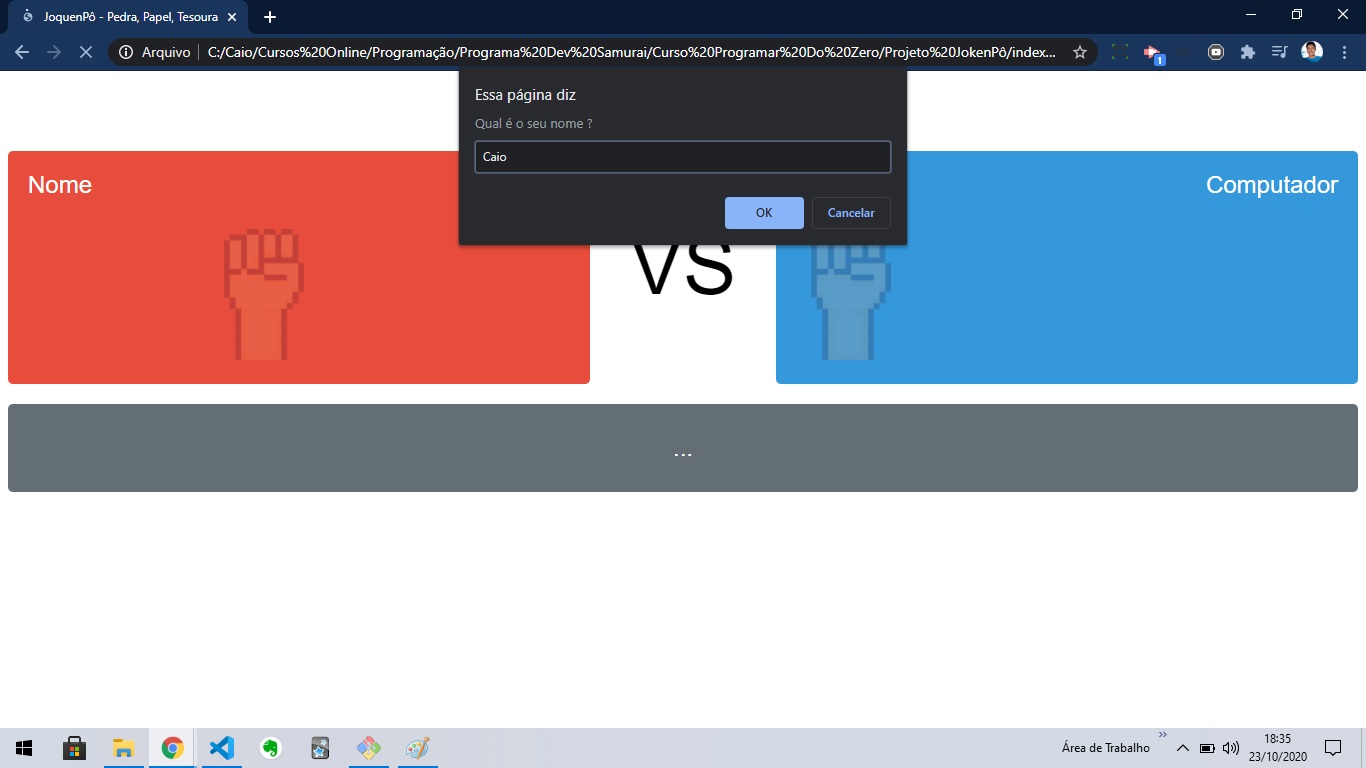 JoquenPô - Pedra, Papel, Tesoura
Arquivo C:/Caio/Cursos%20Online/Programação/Programa%20Dev%20Samurai/Curso%20Programar%20Do%20Zero/Projeto%20JokenPô/index...
1
Essa página diz
Qual é o seu nome ?
Caio
OK Cancelar
Nome
VS
Computador
...
Área de Trabalho
18:35
23/10/2020